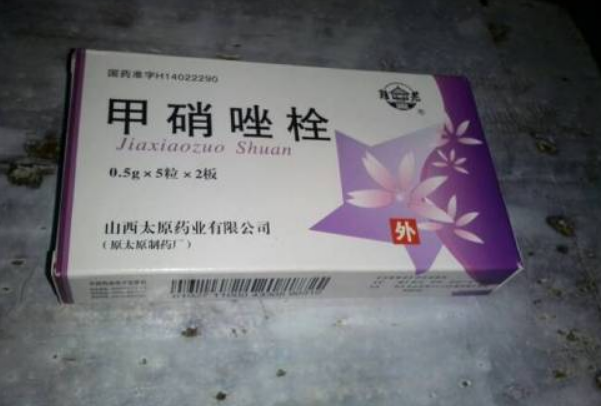 国药准字H14022290
甲硝唑栓
Jiaxiaozuo Shuan
0.5g×5粒×2板
山西太原药业有限公司
（原太原制药厂）
外